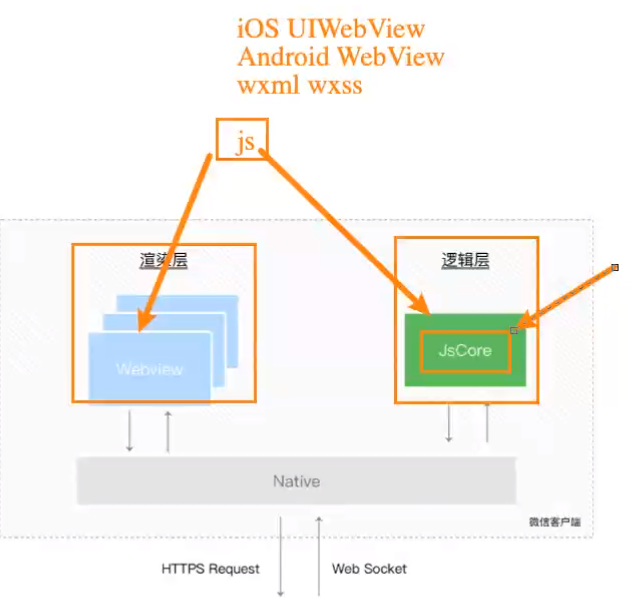 iOS UIWebView
Android WebView
wxml wxss
js
渲染层
逻辑层
Webview
JsCore
Native
微信客户端
HTTPS Request
Web Socket